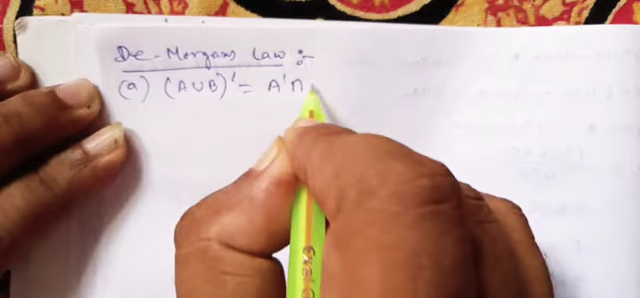 De-Morgans Law :-
(a) (A∪B)' = A'∩